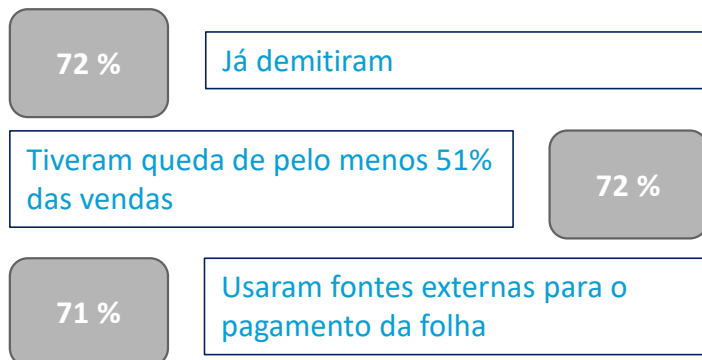 72 %
Já demitiram
Tiveram queda de pelo menos 51%
das vendas
72 %
71 %
Usaram fontes externas para o
pagamento da folha